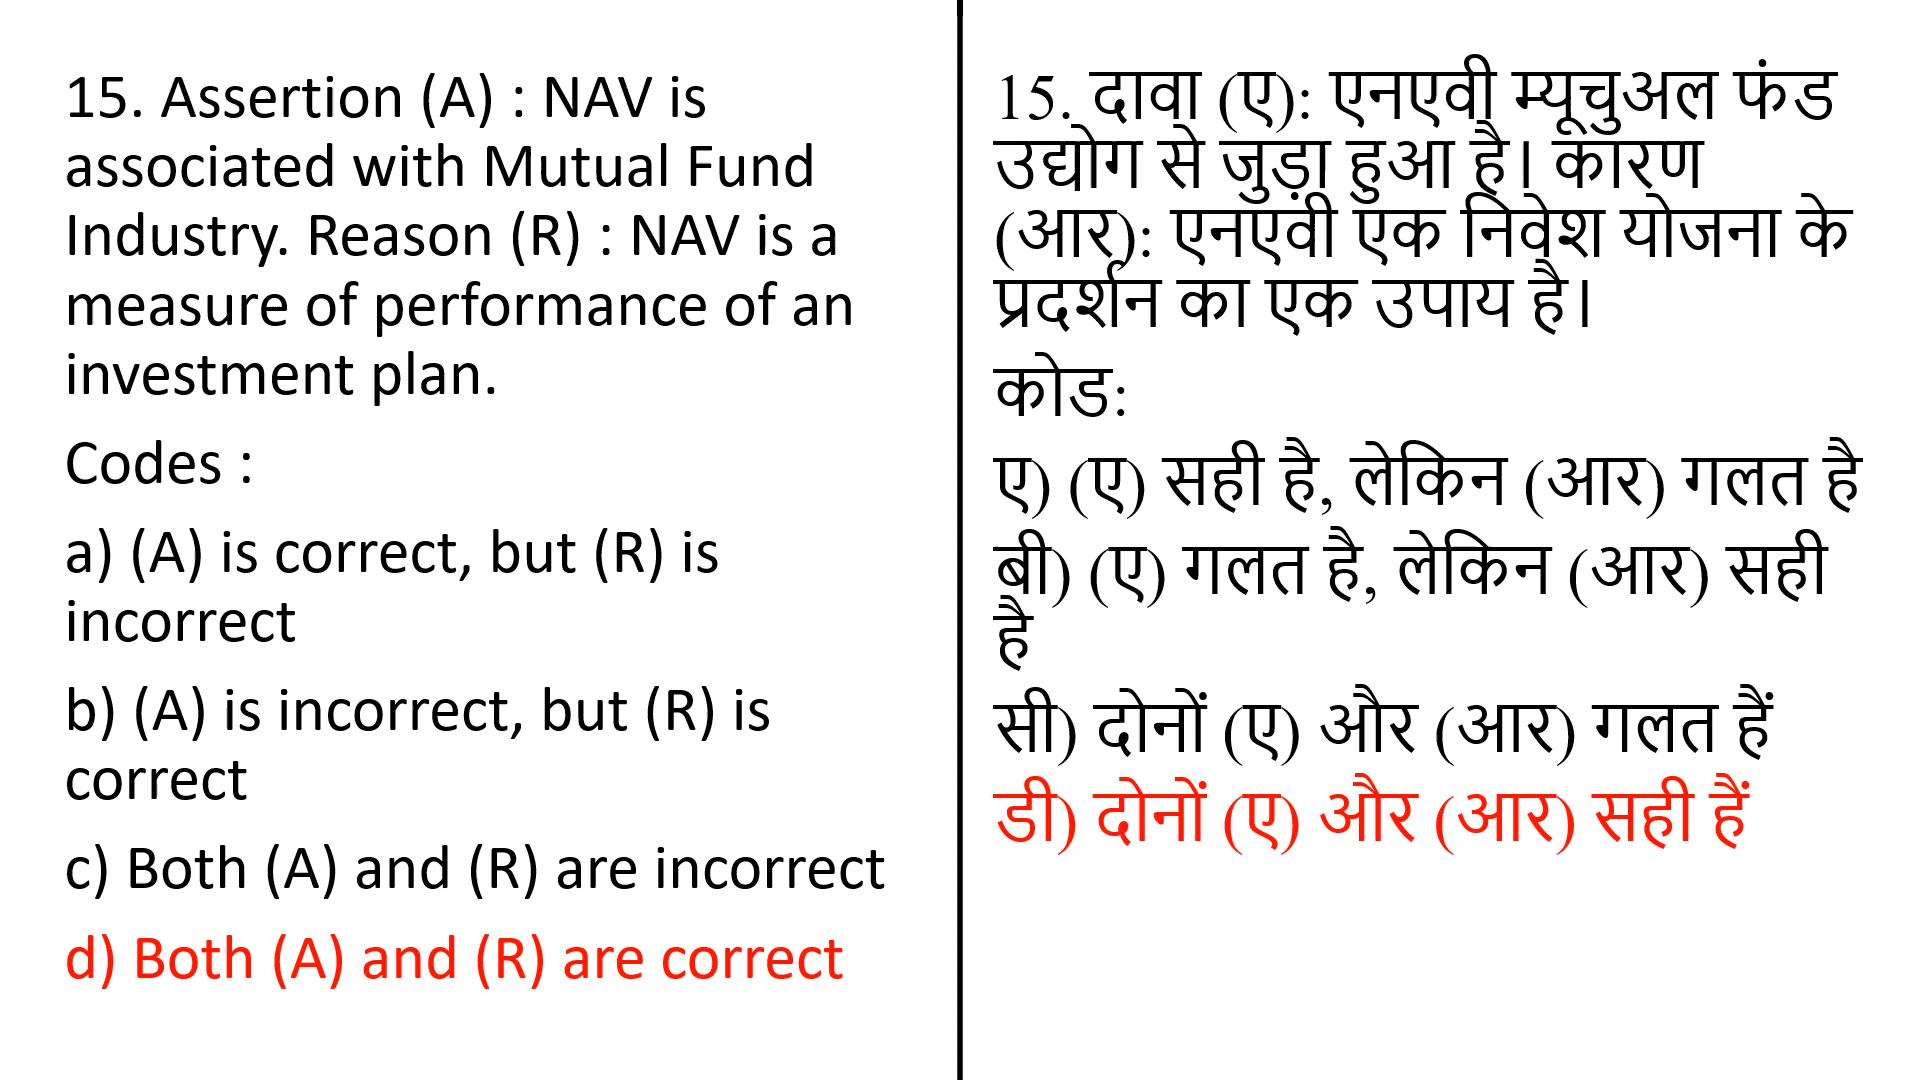 15. Assertion (A) : NAV is
associated with Mutual Fund
Industry. Reason (R) : NAV is a
measure of performance of an
investment plan.
Codes :
a) (A) is correct, but (R) is
incorrect
b) (A) is incorrect, but (R) is
correct
c) Both (A) and (R) are incorrect
d) Both (A) and (R) are correct
15. दावा (ए): एनएवी म्यूचुअल फंड
उद्योग से जुड़ा हुआ है। कारण
(आर): एनएवी एक निवेश योजना के
प्रदर्शन का एक उपाय है।
कोड:
ए) (ए) सही है, लेकिन (आर) गलत है
बी) (ए) गलत है, लेकिन (आर) सही
है
सी) दोनों (ए) और (आर) गलत हैं
डी) दोनों (ए) और (आर) सही हैं